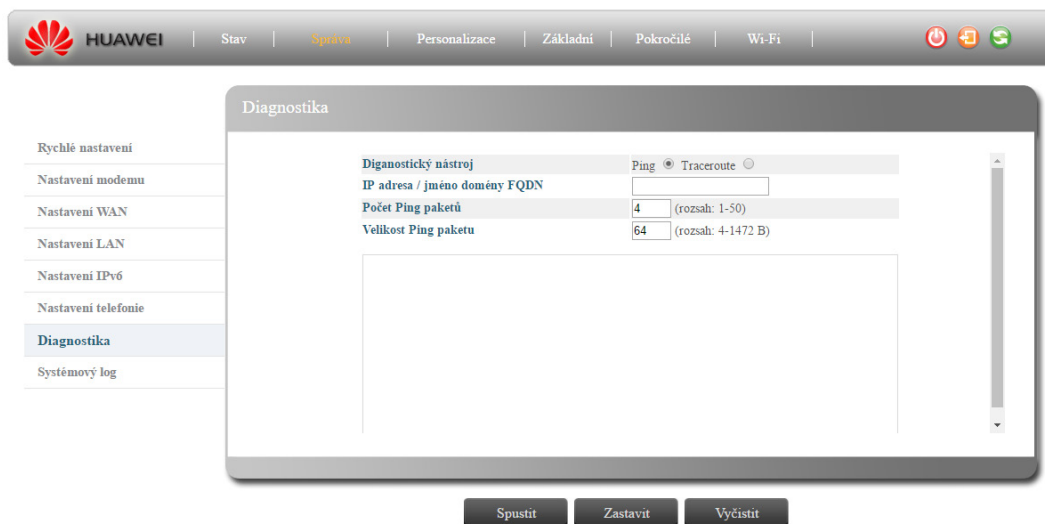 HUAWEI | Stav | Správa | Personalizace | Základní | Pokročilé | Wi-Fi |
Diagnostika
Rychlé nastavení
Nastavení modemu
Nastavení WAN
Nastavení LAN
Nastavení IPv6
Nastavení telefonie
Diagnostika
Systémový log
Diganostický nástroj Ping Traceroute
IP adresa / jméno domény FQDN
Počet Ping paketů 4 (rozsah: 1-50)
Velikost Ping paketu 64 (rozsah: 4-1472 B)
Spustit Zastavit Vyčistit